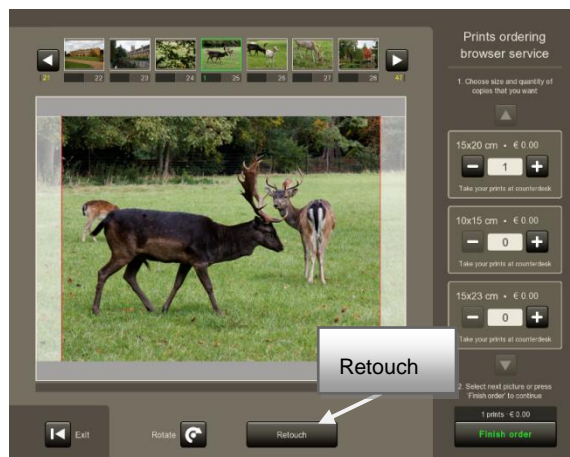 Prints ordering
browser service
21 22 23 24 1 25 26 27 28 47
1. Choose size and quantity of
copies that you want
15x20 cm • € 0.00
1
Take your prints at counterdesk
10x15 cm • € 0.00
0
Take your prints at counterdesk
15x23 cm • € 0.00
0
Take your prints at counterdesk
Retouch
2. Select next picture or press
'Finish order' to continue
1 prints · € 0.00
Exit
Rotate
Retouch
Finish order